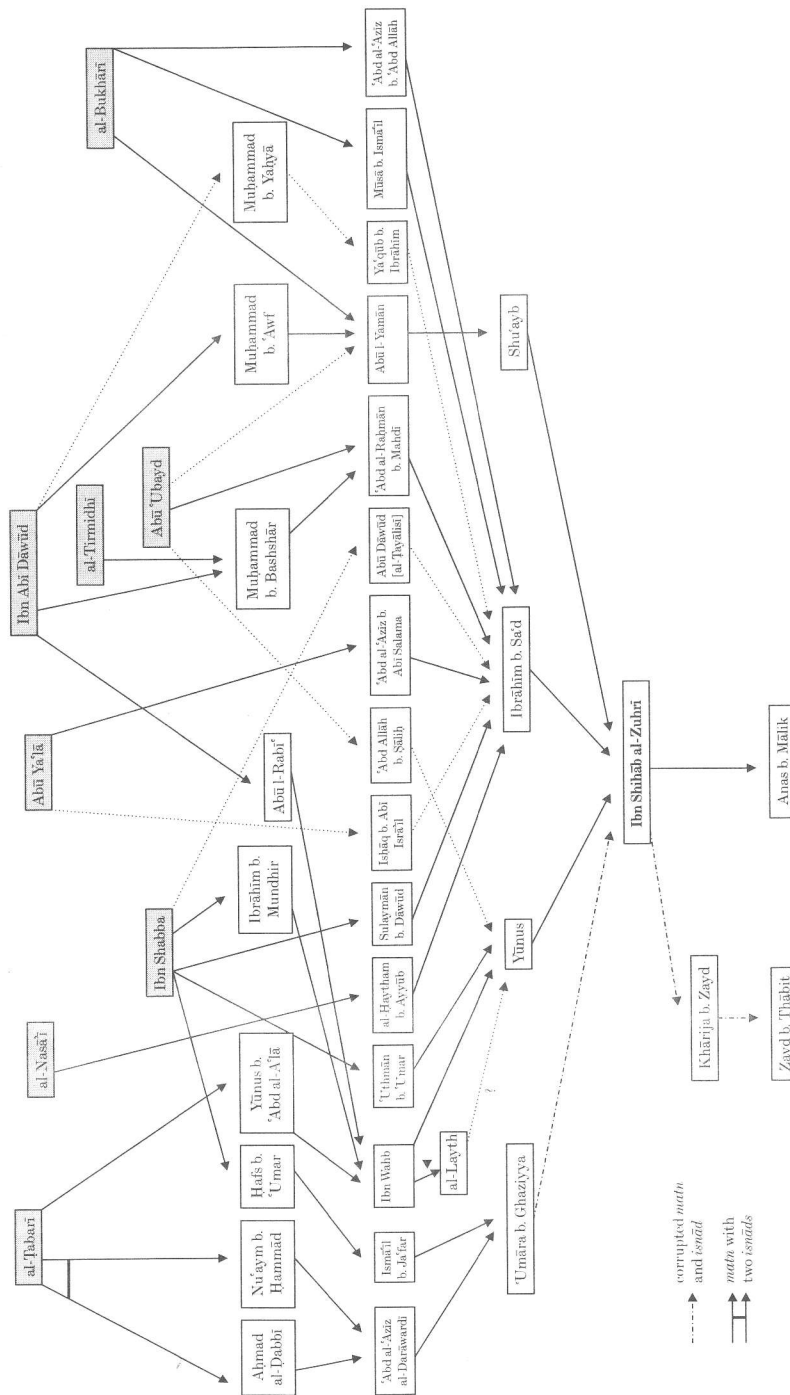 al-Ṭabarī
al-Nasāʾī
Ibn Shabba
Abū Yaʿlā
Ibn Abī Dāwūd
al-Tirmidhī
Abū ʿUbayd
al-Bukhārī
Aḥmad
al-Ḍabbī
Nuʿaym b.
Ḥammād
Ḥafs b.
ʿUmar
Yūnus b.
ʿAbd al-Aʿlā
Ibrāhīm b.
Mundhir
Abū l-Rabīʿ
Muḥammad
b. Bashshār
Muḥammad
b. ʿAwf
Muḥammad
b. Yaḥyā
ʿAbd al-ʿAzīz
al-Darāwardī
Ismāʿīl
b. Jaʿfar
Ibn Wahb
ʿUthmān
b. ʿUmar
al-Haytham
b. Ayyūb
Sulaymān
b. Dāwūd
Isḥāq b. Abī
Isrāʾīl
ʿAbd Allāh
b. Ṣāliḥ
ʿAbd al-ʿAzīz b.
Abī Salama
Abū Dāwūd
[al-Ṭayālisī]
ʿAbd al-Raḥmān
b. Mahdī
Abū l-Yamān
Yaʿqūb b.
Ibrāhīm
Mūsā b. Ismāʿīl
ʿAbd al-ʿAzīz
b. ʿAbd Allāh
al-Layth
ʿUmāra b. Ghaziyya
Yūnus
Ibrāhīm b. Saʿd
Shuʿayb
Ibn Shihāb al-Zuhrī
Khārija b. Zayd
Zayd b. Thābit
Anas b. Mālik
corrupted matn
and isnād
matn with
two isnāds